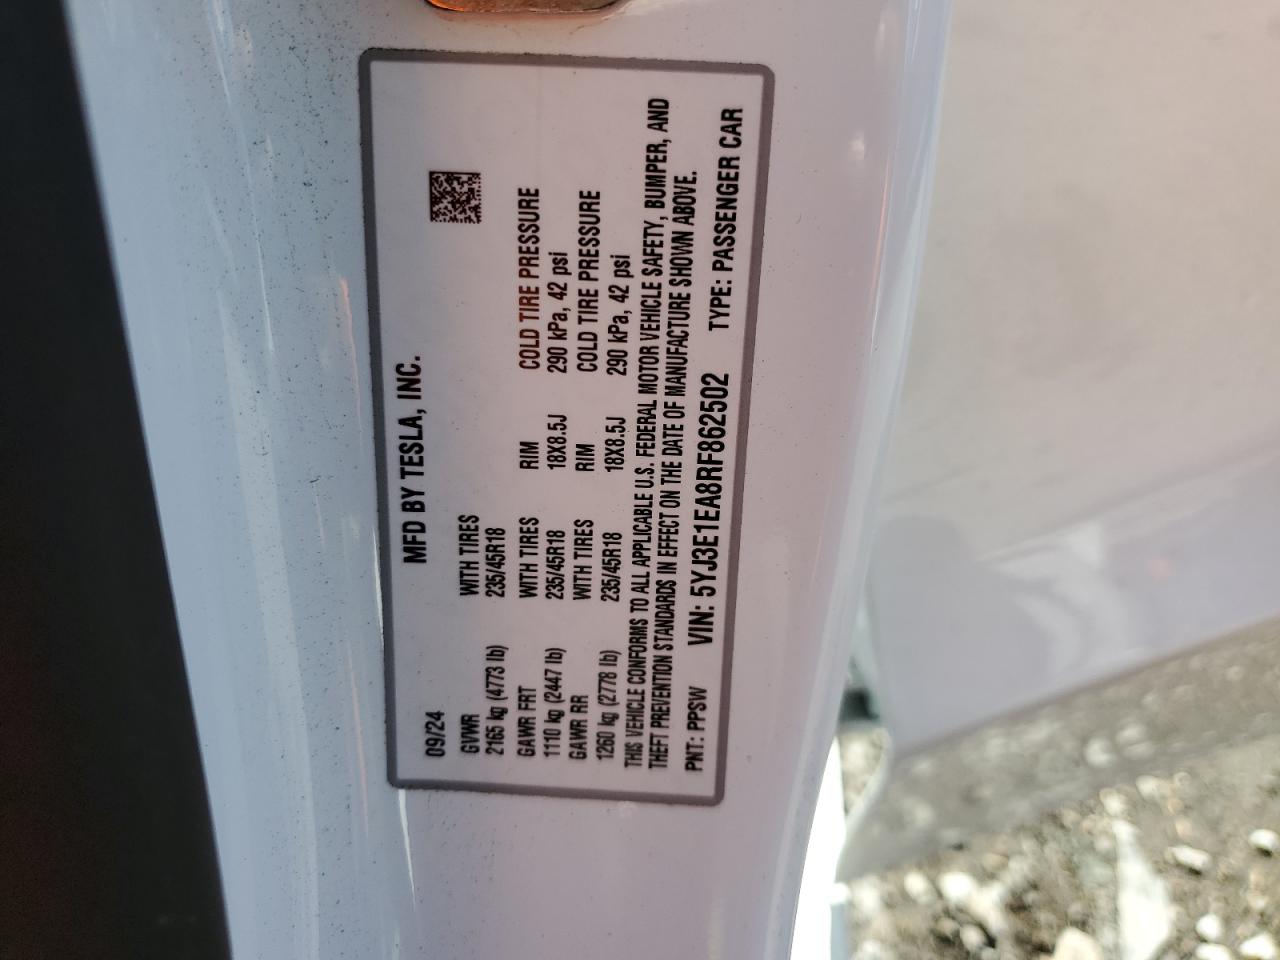 MFD BY TESLA, INC.
09/24
GVWR WITH TIRES
2165 kg (4773 lb) 235/45R18
GAWR FRT WITH TIRES RIM COLD TIRE PRESSURE
1110 kg (2447 lb) 235/45R18 18X8.5J 290 kPa, 42 psi
GAWR RR WITH TIRES RIM COLD TIRE PRESSURE
1260 kg (2778 lb) 235/45R18 18X8.5J 290 kPa, 42 psi
THIS VEHICLE CONFORMS TO ALL APPLICABLE U.S. FEDERAL MOTOR VEHICLE SAFETY, BUMPER, AND
THEFT PREVENTION STANDARDS IN EFFECT ON THE DATE OF MANUFACTURE SHOWN ABOVE.
PNT: PPSW VIN: 5YJ3E1EA8RF862502 TYPE: PASSENGER CAR